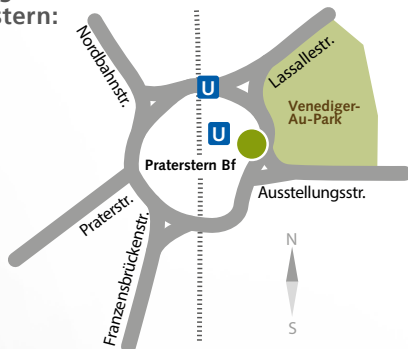 stern:
Nordbahnstr.
Lassallestr.
U
Venediger-
Au-Park
U
Praterstern Bf
Ausstellungsstr.
Praterstr.
Franzensbrückenstr.
N
S